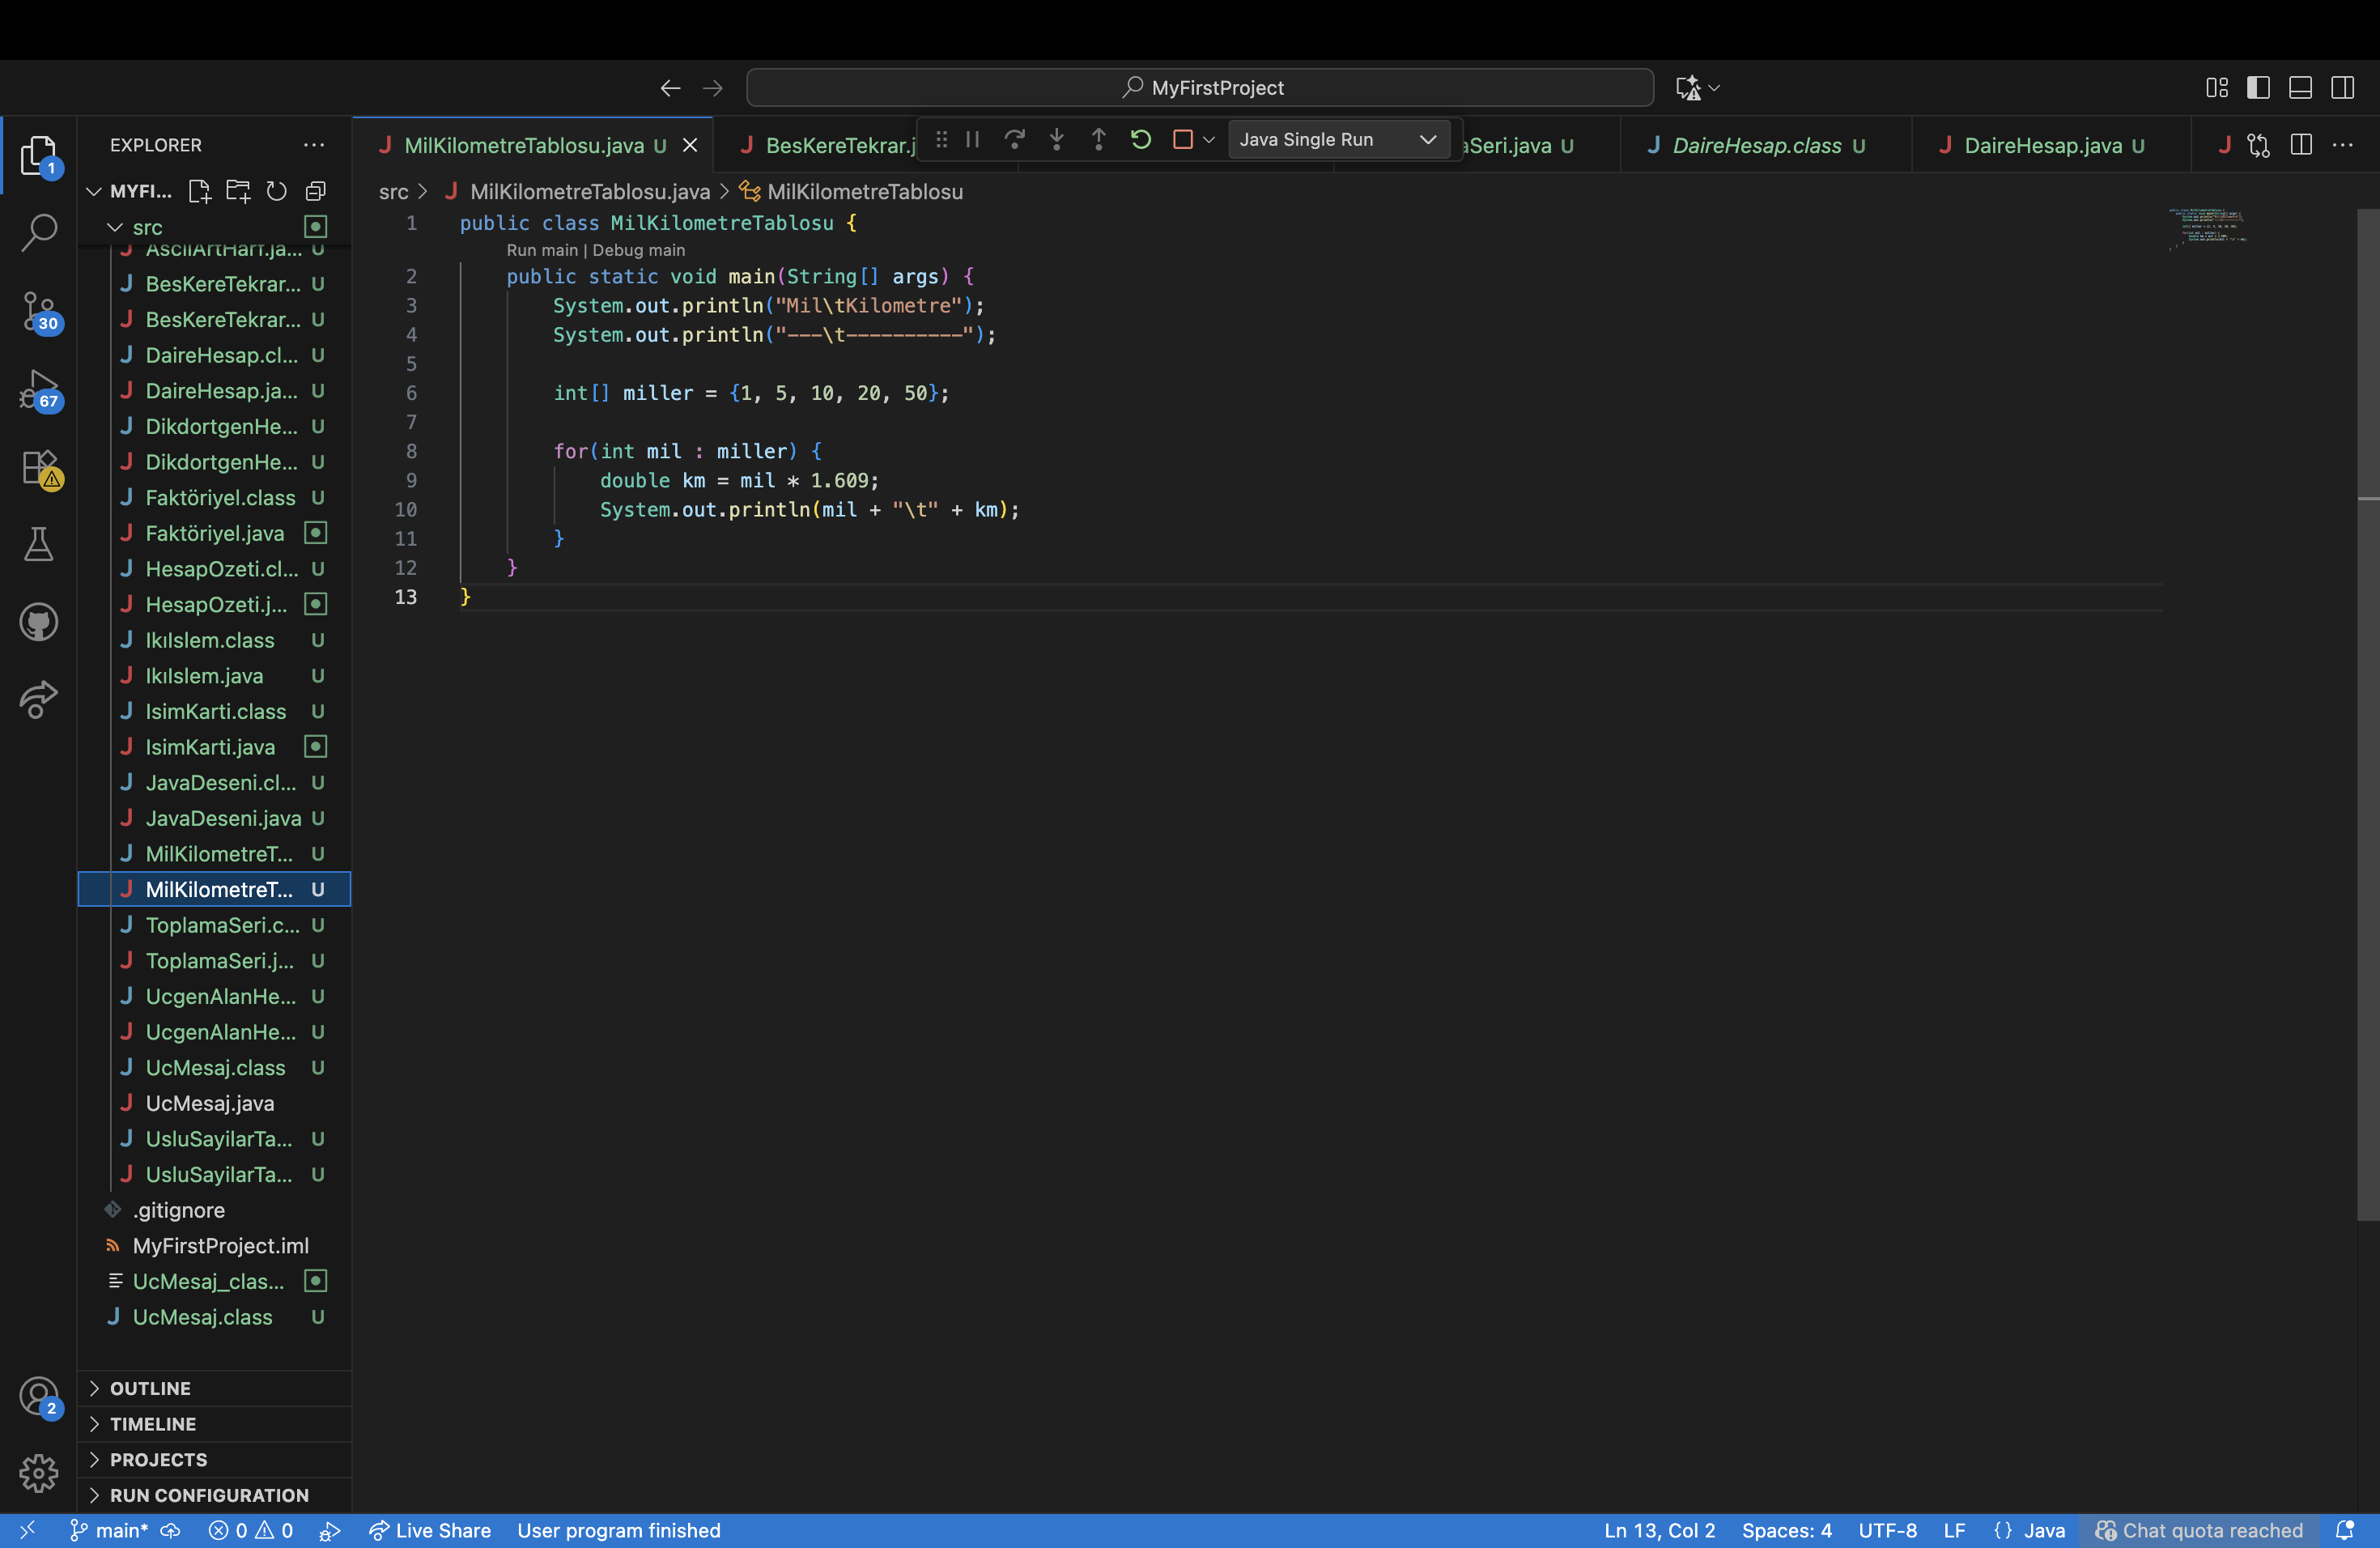 MyFirstProject
EXPLORER
MilKilometreTablosu.java U
BesKereTekrar.j
Java Single Run
aSeri.java U
DaireHesap.class U
DaireHesap.java U
1
MYFI...
src > MilKilometreTablosu.java > MilKilometreTablosu
src
AsciiArtHarf.ja... U
BesKereTekrar... U
BesKereTekrar... U
DaireHesap.cl... U
DaireHesap.ja... U
DikdortgenHe... U
DikdortgenHe... U
Faktöriyel.class U
Faktöriyel.java
HesapOzeti.cl... U
HesapOzeti.j...
IkiIslem.class U
IkiIslem.java U
IsimKarti.class U
IsimKarti.java
JavaDeseni.cl... U
JavaDeseni.java U
MilKilometreT... U
MilKilometreT... U
ToplamaSeri.c... U
ToplamaSeri.j... U
UcgenAlanHe... U
UcgenAlanHe... U
UcMesaj.class U
UcMesaj.java
UsluSayilarTa... U
UsluSayilarTa... U
.gitignore
MyFirstProject.iml
UcMesaj_clas...
UcMesaj.class U
OUTLINE
TIMELINE
PROJECTS
RUN CONFIGURATION
30
67
2
1 public class MilKilometreTablosu {
Run main | Debug main
2 public static void main(String[] args) {
3 System.out.println("Mil\tKilometre");
4 System.out.println("---\t----------");
5
6 int[] miller = {1, 5, 10, 20, 50};
7
8 for(int mil : miller) {
9 double km = mil * 1.609;
10 System.out.println(mil + "\t" + km);
11 }
12 }
13 }
main* 0 0 Live Share User program finished
Ln 13, Col 2 Spaces: 4 UTF-8 LF {} Java Chat quota reached